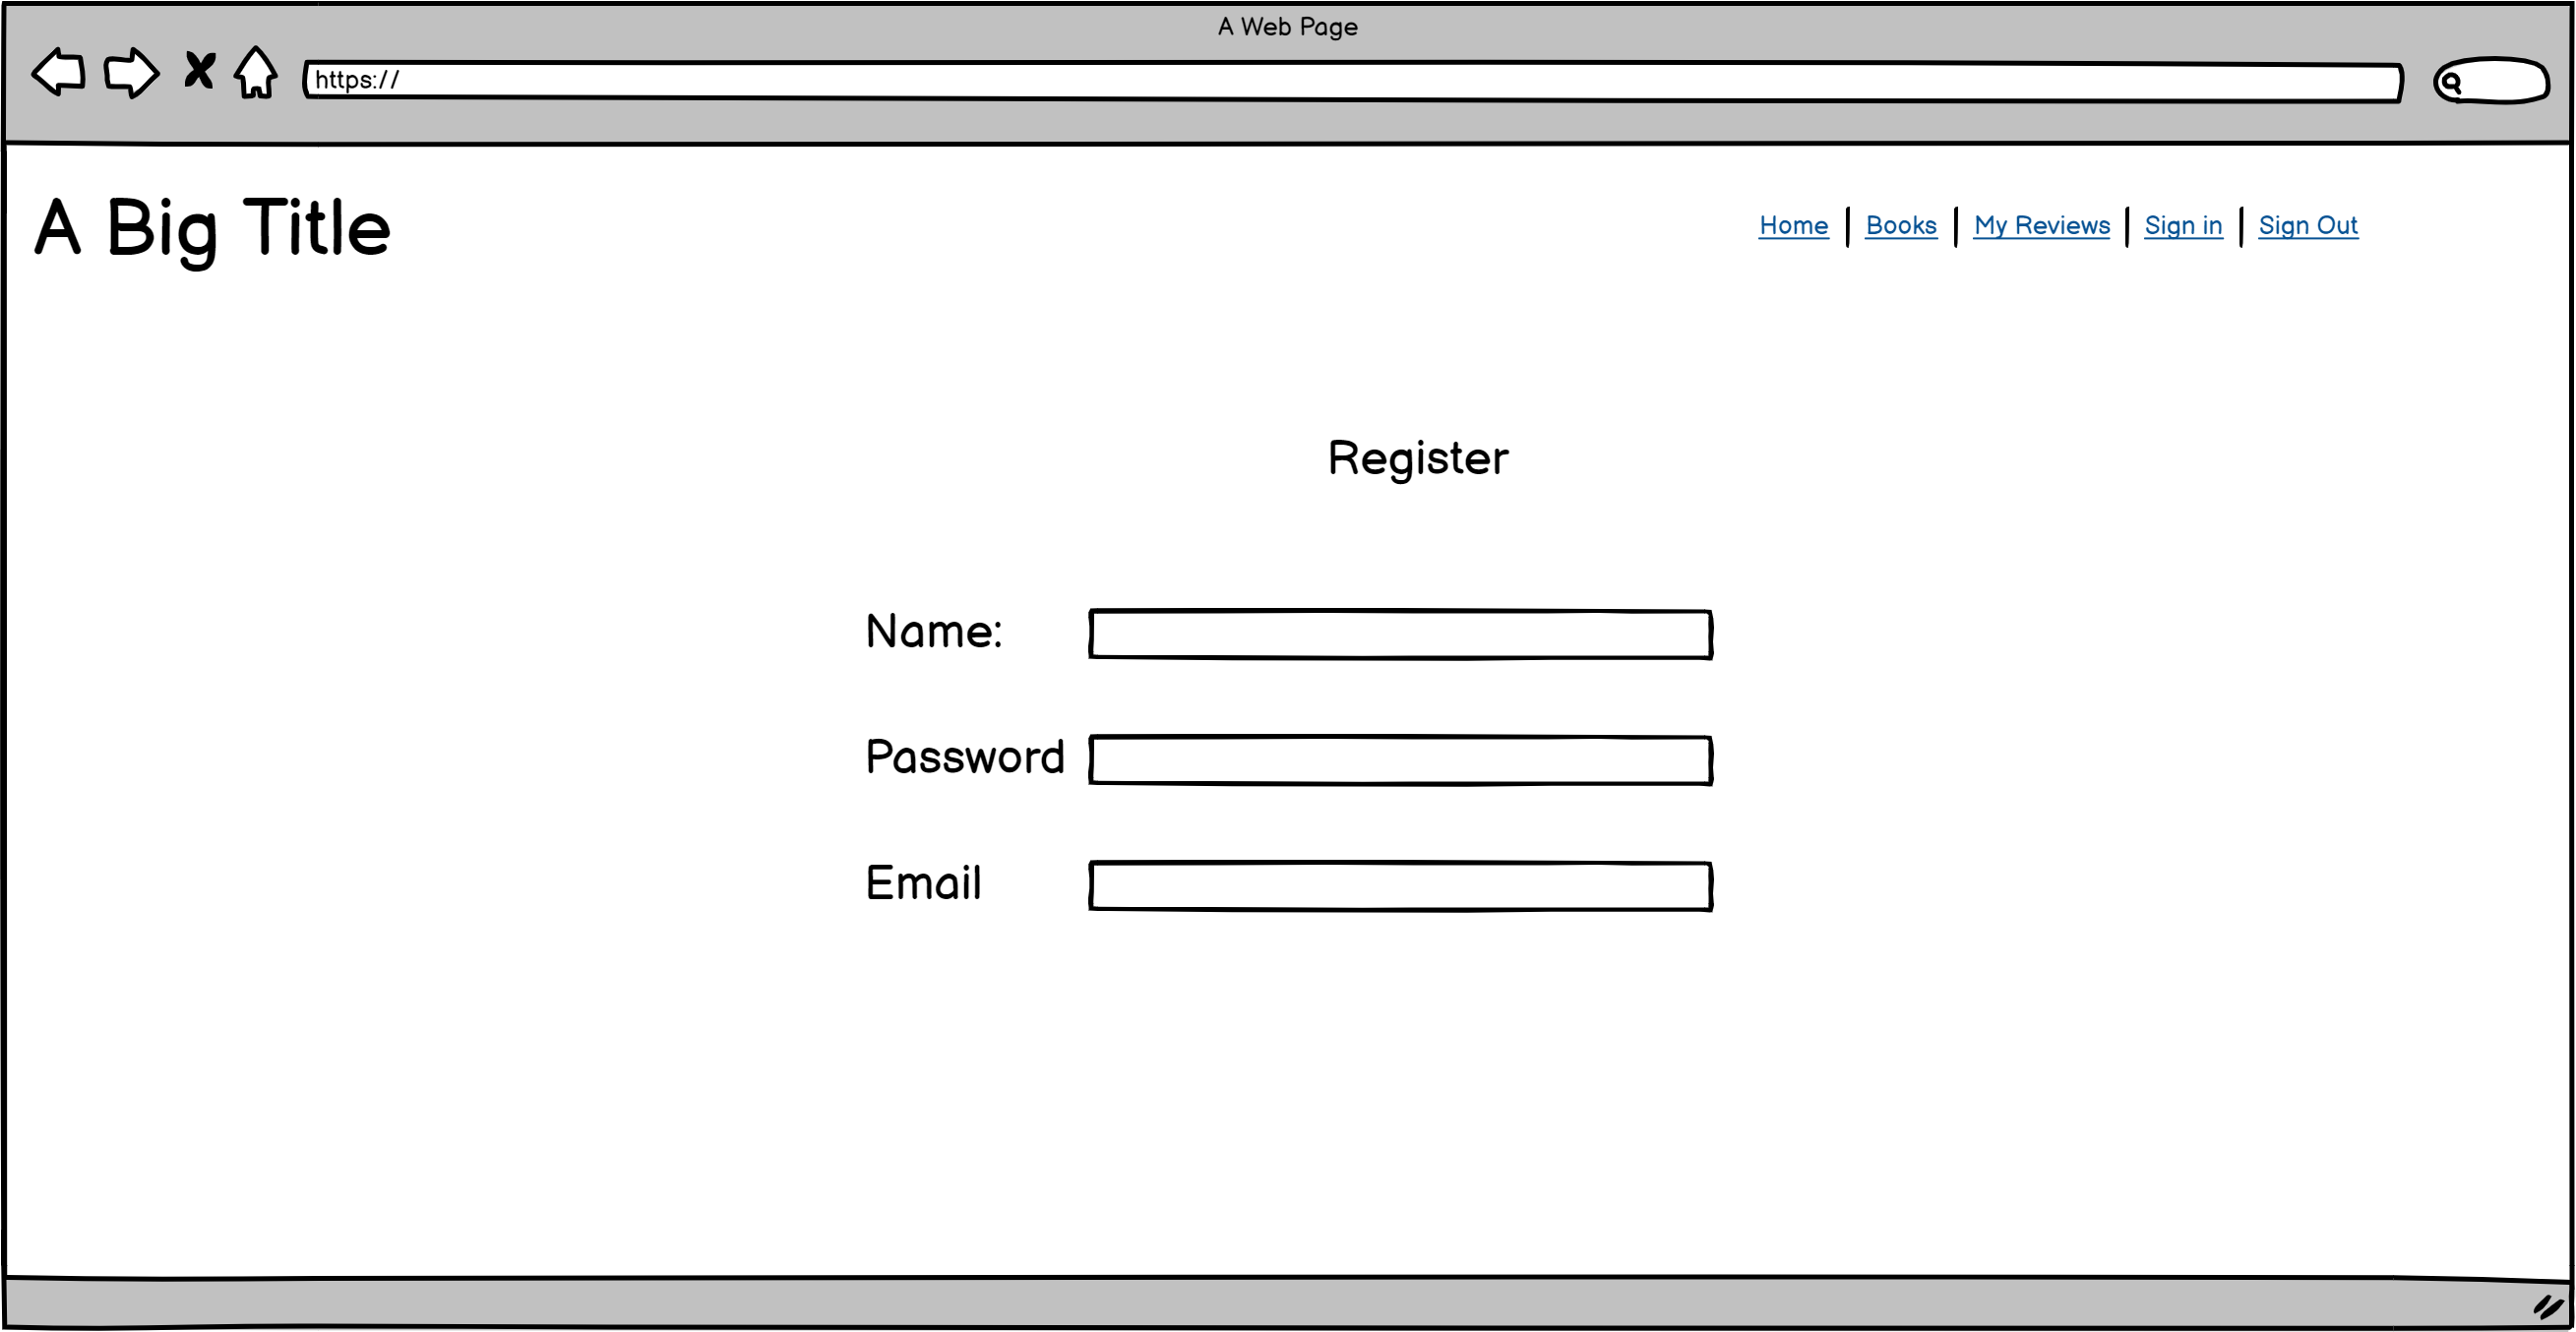 A Web Page
https://
A Big Title
Home | Books | My Reviews | Sign in | Sign Out
Register
Name:
Password
Email